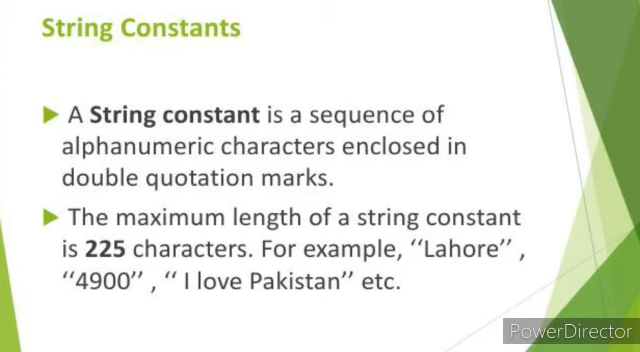 String Constants
▶ A String constant is a sequence of
alphanumeric characters enclosed in
double quotation marks.
▶ The maximum length of a string constant
is 225 characters. For example, ‘‘Lahore’’ ,
‘‘4900’’ , ‘‘ I love Pakistan’’ etc.
PowerDirector